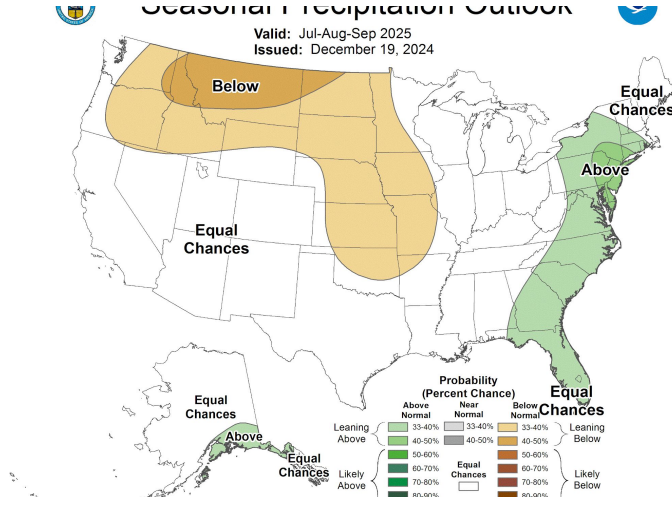 Seasonal Precipitation Outlook
Valid: Jul-Aug-Sep 2025
Issued: December 19, 2024
Below
Equal
Chances
Above
Equal
Chances
Equal
Chances
Equal
Chances
Above
Equal
Chances
Probability
(Percent Chance)
Above
Normal
Near
Normal
Below
Normal
Leaning
Above
33-40%
33-40%
33-40%
Leaning
Below
40-50%
40-50%
40-50%
Likely
Above
50-60%
60-70%
70-80%
80-90%
Equal
Chances
50-60%
60-70%
70-80%
80-90%
Likely
Below